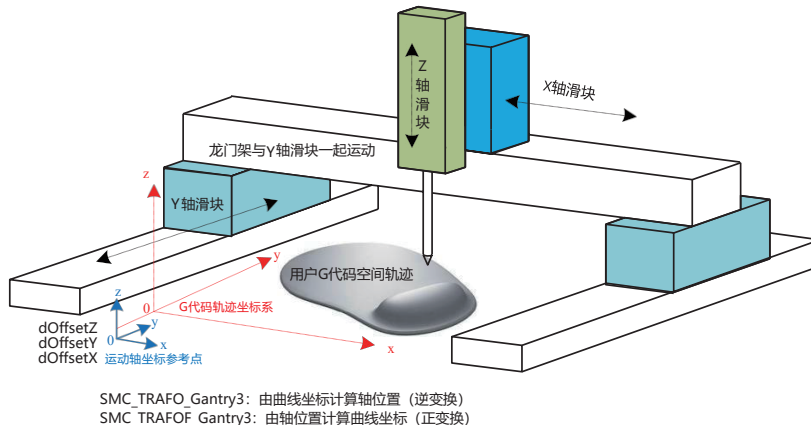 Z轴滑块
X轴滑块
龙门架与Y轴滑块一起运动
z
Y轴滑块
y
用户G代码空间轨迹
z
0
G代码轨迹坐标系
dOffsetZ
y
dOffsetY
0
x
x
dOffsetX
运动轴坐标参考点
SMC_TRAFO_Gantry3：由曲线坐标计算轴位置（逆变换）
SMC_TRAFOF_Gantry3：由轴位置计算曲线坐标（正变换）